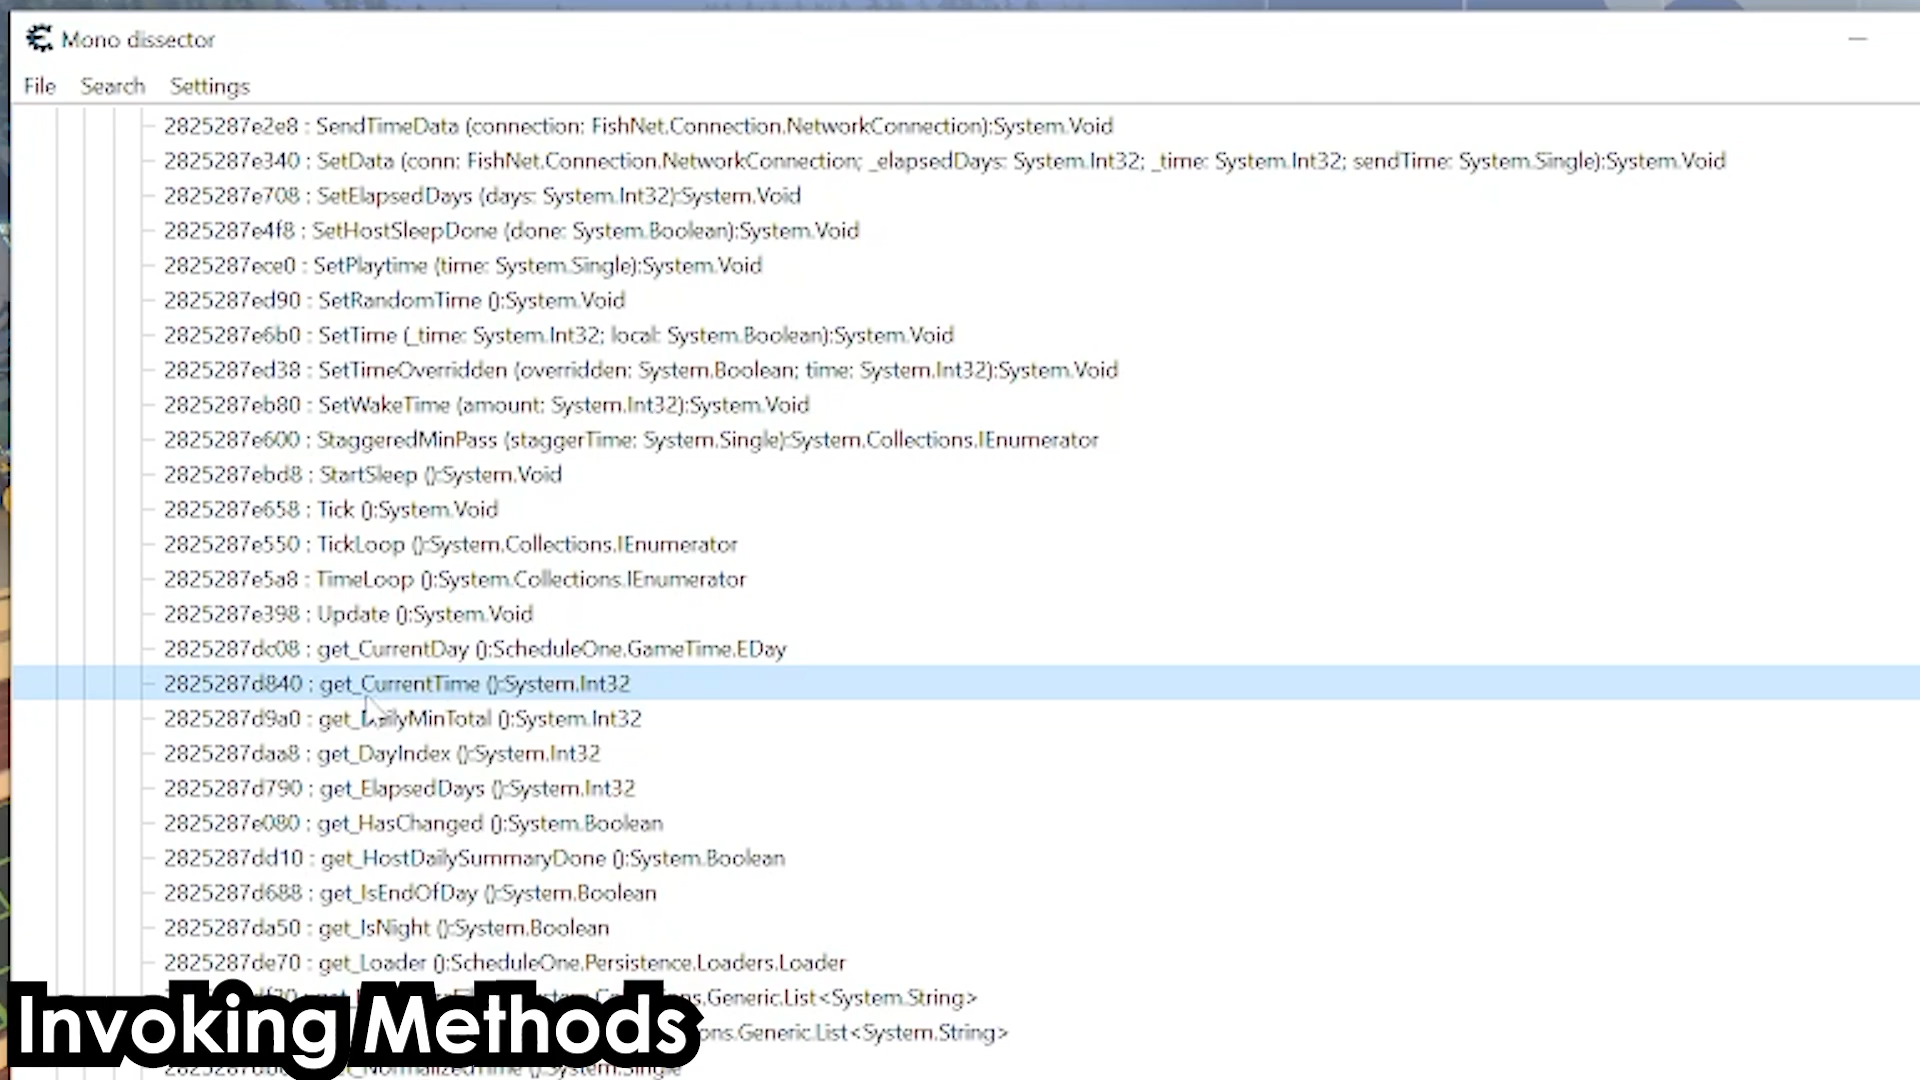 Mono dissector
File Search Settings
2825287e2e8 : SendTimeData (connection: FishNet.Connection.NetworkConnection):System.Void
2825287e340 : SetData (conn: FishNet.Connection.NetworkConnection; _elapsedDays: System.Int32; _time: System.Int32; sendTime: System.Single):System.Void
2825287e708 : SetElapsedDays (days: System.Int32):System.Void
2825287e4f8 : SetHostSleepDone (done: System.Boolean):System.Void
2825287ece0 : SetPlaytime (time: System.Single):System.Void
2825287ed90 : SetRandomTime ():System.Void
2825287e6b0 : SetTime (_time: System.Int32; local: System.Boolean):System.Void
2825287ed38 : SetTimeOverridden (overridden: System.Boolean; time: System.Int32):System.Void
2825287eb80 : SetWakeTime (amount: System.Int32):System.Void
2825287e600 : StaggeredMinPass (staggerTime: System.Single):System.Collections.IEnumerator
2825287ebd8 : StartSleep ():System.Void
2825287e658 : Tick ():System.Void
2825287e550 : TickLoop ():System.Collections.IEnumerator
2825287e5a8 : TimeLoop ():System.Collections.IEnumerator
2825287e398 : Update ():System.Void
2825287dc08 : get_CurrentDay ():ScheduleOne.GameTime.EDay
2825287d840 : get_CurrentTime ():System.Int32
2825287d9a0 : get_DailyMinTotal ():System.Int32
2825287daa8 : get_DayIndex ():System.Int32
2825287d790 : get_ElapsedDays ():System.Int32
2825287e080 : get_HasChanged ():System.Boolean
2825287dd10 : get_HostDailySummaryDone ():System.Boolean
2825287d688 : get_IsEndOfDay ():System.Boolean
2825287da50 : get_IsNight ():System.Boolean
2825287de70 : get_Loader ():ScheduleOne.Persistence.Loaders.Loader
.Generic.List<System.String>
ons.Generic.List<System.String>
Invoking Methods